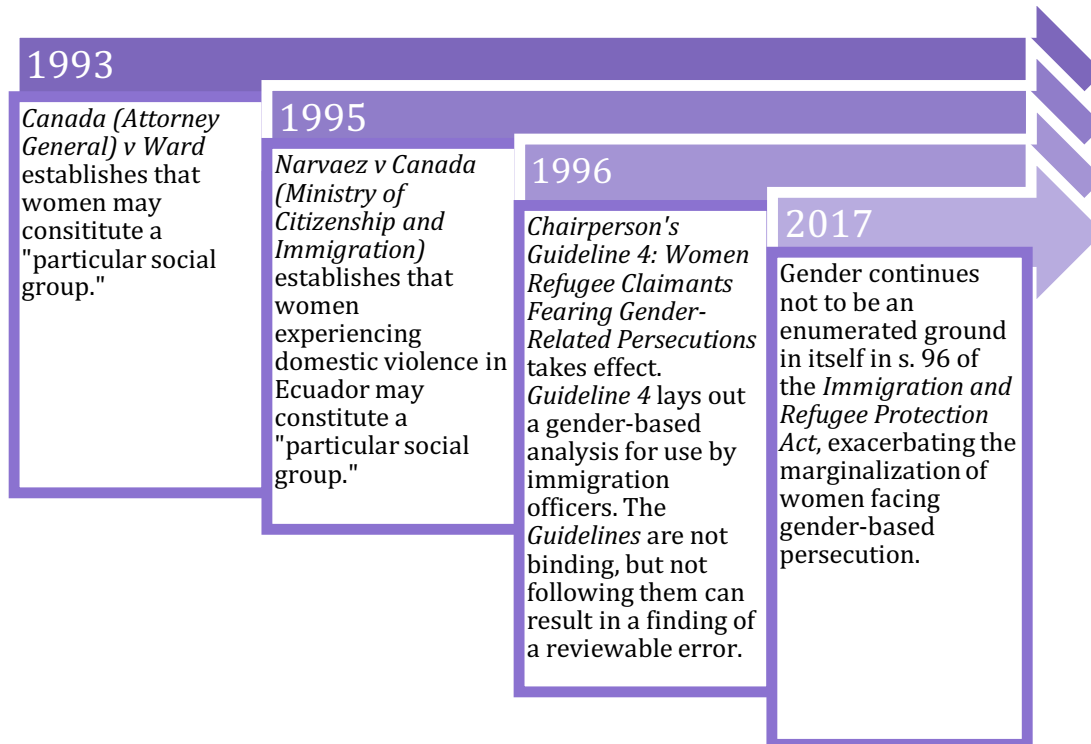 1993
Canada (Attorney
General) v Ward
establishes that
women may
consititute a
"particular social
group."
1995
Narvaez v Canada
(Ministry of
Citizenship and
Immigration)
establishes that
women
experiencing
domestic violence in
Ecuador may
constitute a
"particular social
group."
1996
Chairperson's
Guideline 4: Women
Refugee Claimants
Fearing Gender-
Related Persecutions
takes effect.
Guideline 4 lays out
a gender-based
analysis for use by
immigration
officers. The
Guidelines are not
binding, but not
following them can
result in a finding of
a reviewable error.
2017
Gender continues
not to be an
enumerated ground
in itself in s. 96 of
the Immigration and
Refugee Protection
Act, exacerbating the
marginalization of
women facing
gender-based
persecution.